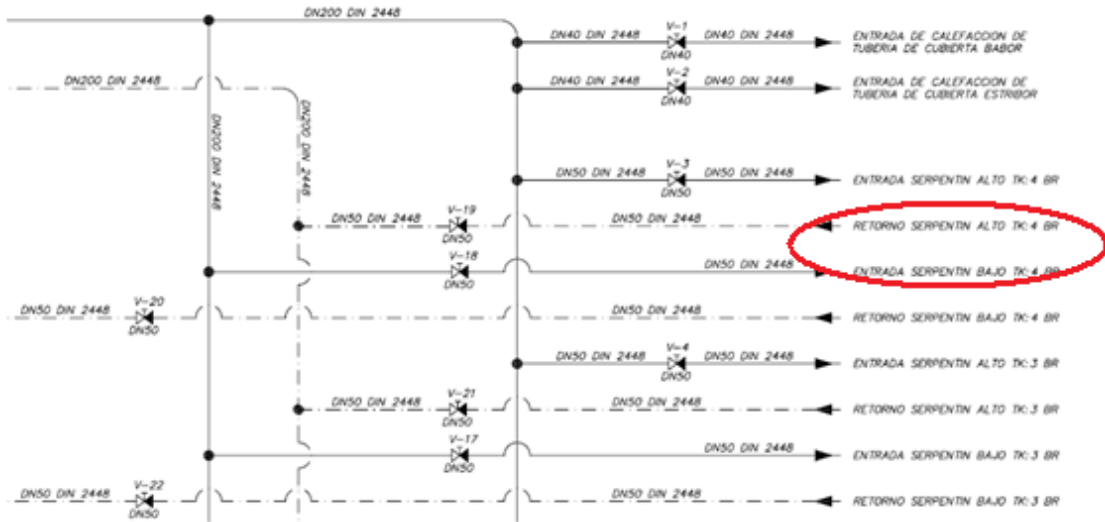 DN200 DIN 2448
V-1
DN40 DIN 2448 DN40 DIN 2448 ENTRADA DE CALEFACCION DE
TUBERIA DE CUBIERTA BABOR
DN40
DN200 DIN 2448
V-2
DN40 DIN 2448 DN40 DIN 2448 ENTRADA DE CALEFACCION DE
TUBERIA DE CUBIERTA ESTRIBOR
DN40
DN200 DIN 2448
DN200 DIN 2448
V-3
DN50 DIN 2448 DN50 DIN 2448 ENTRADA SERPENTIN ALTO TK:4 BR
DN50
V-19
DN50 DIN 2448 DN50 DIN 2448 RETORNO SERPENTIN ALTO TK:4 BR
DN50
V-18
DN50 DIN 2448 ENTRADA SERPENTIN BAJO TK:4 BR
DN50
V-20
DN50 DIN 2448 DN50 DIN 2448 RETORNO SERPENTIN BAJO TK:4 BR
DN50
V-4
DN50 DIN 2448 DN50 DIN 2448 ENTRADA SERPENTIN ALTO TK:3 BR
DN50
V-21
DN50 DIN 2448 DN50 DIN 2448 RETORNO SERPENTIN ALTO TK:3 BR
DN50
V-17
DN50 DIN 2448 ENTRADA SERPENTIN BAJO TK:3 BR
DN50
V-22
DN50 DIN 2448 DN50 DIN 2448 RETORNO SERPENTIN BAJO TK:3 BR
DN50